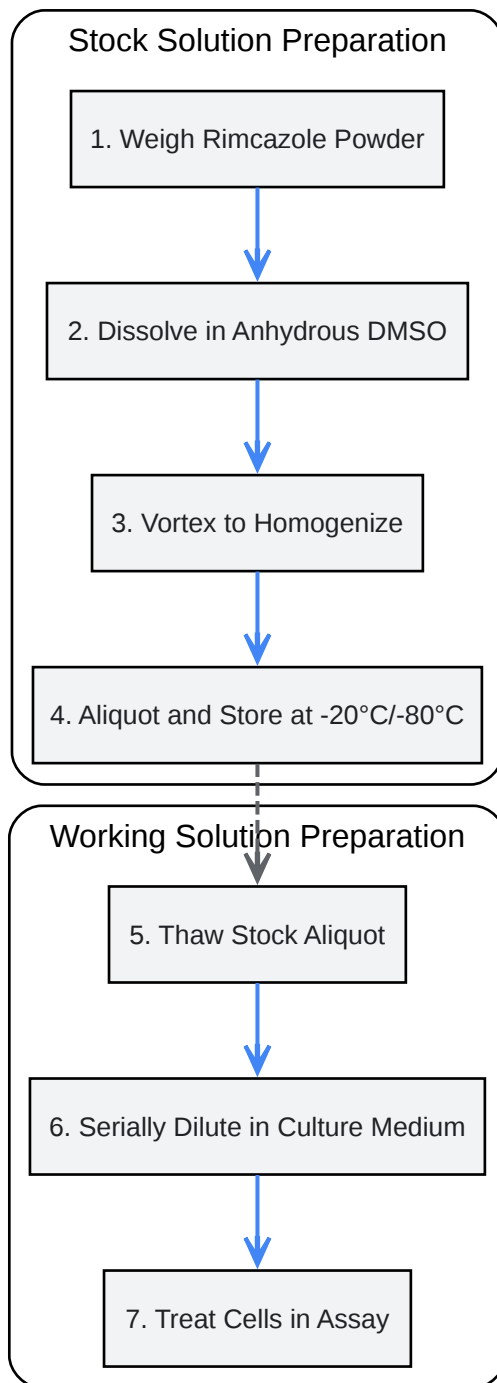 Stock Solution Preparation
1. Weigh Rimcazole Powder
2. Dissolve in Anhydrous DMSO
3. Vortex to Homogenize
4. Aliquot and Store at -20°C/-80°C
Working Solution Preparation
5. Thaw Stock Aliquot
6. Serially Dilute in Culture Medium
7. Treat Cells in Assay